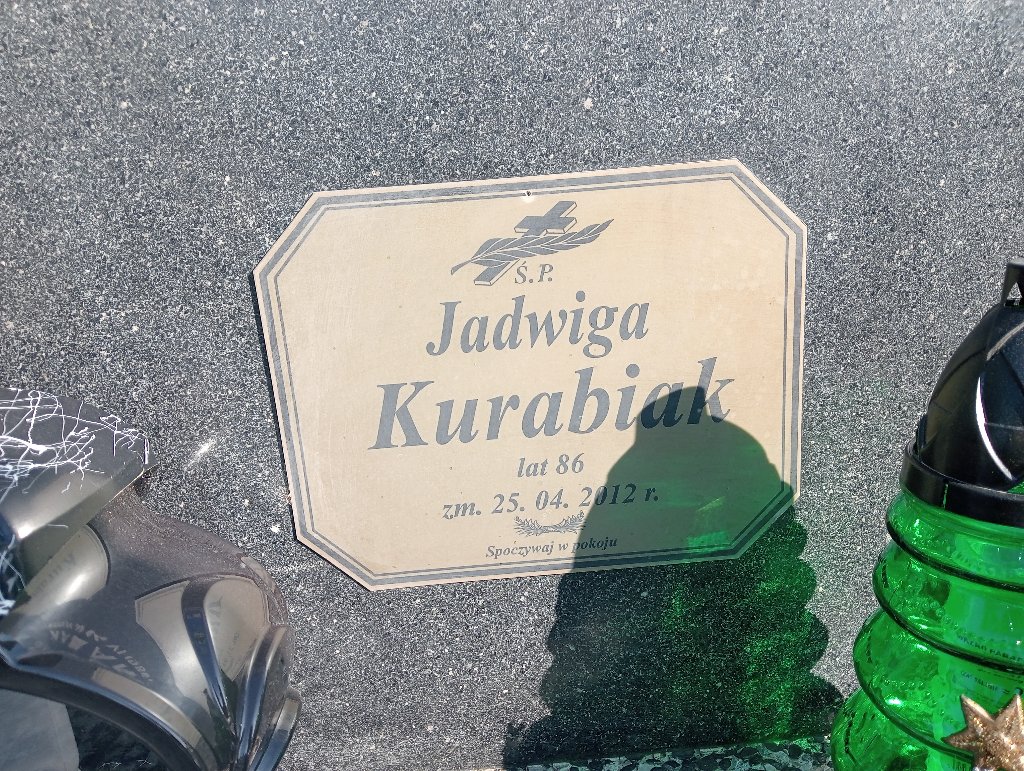 Ś.P.
Jadwiga
Kurabiak
lat 86
zm. 25. 04. 2012 r.
Spoczywaj w pokoju